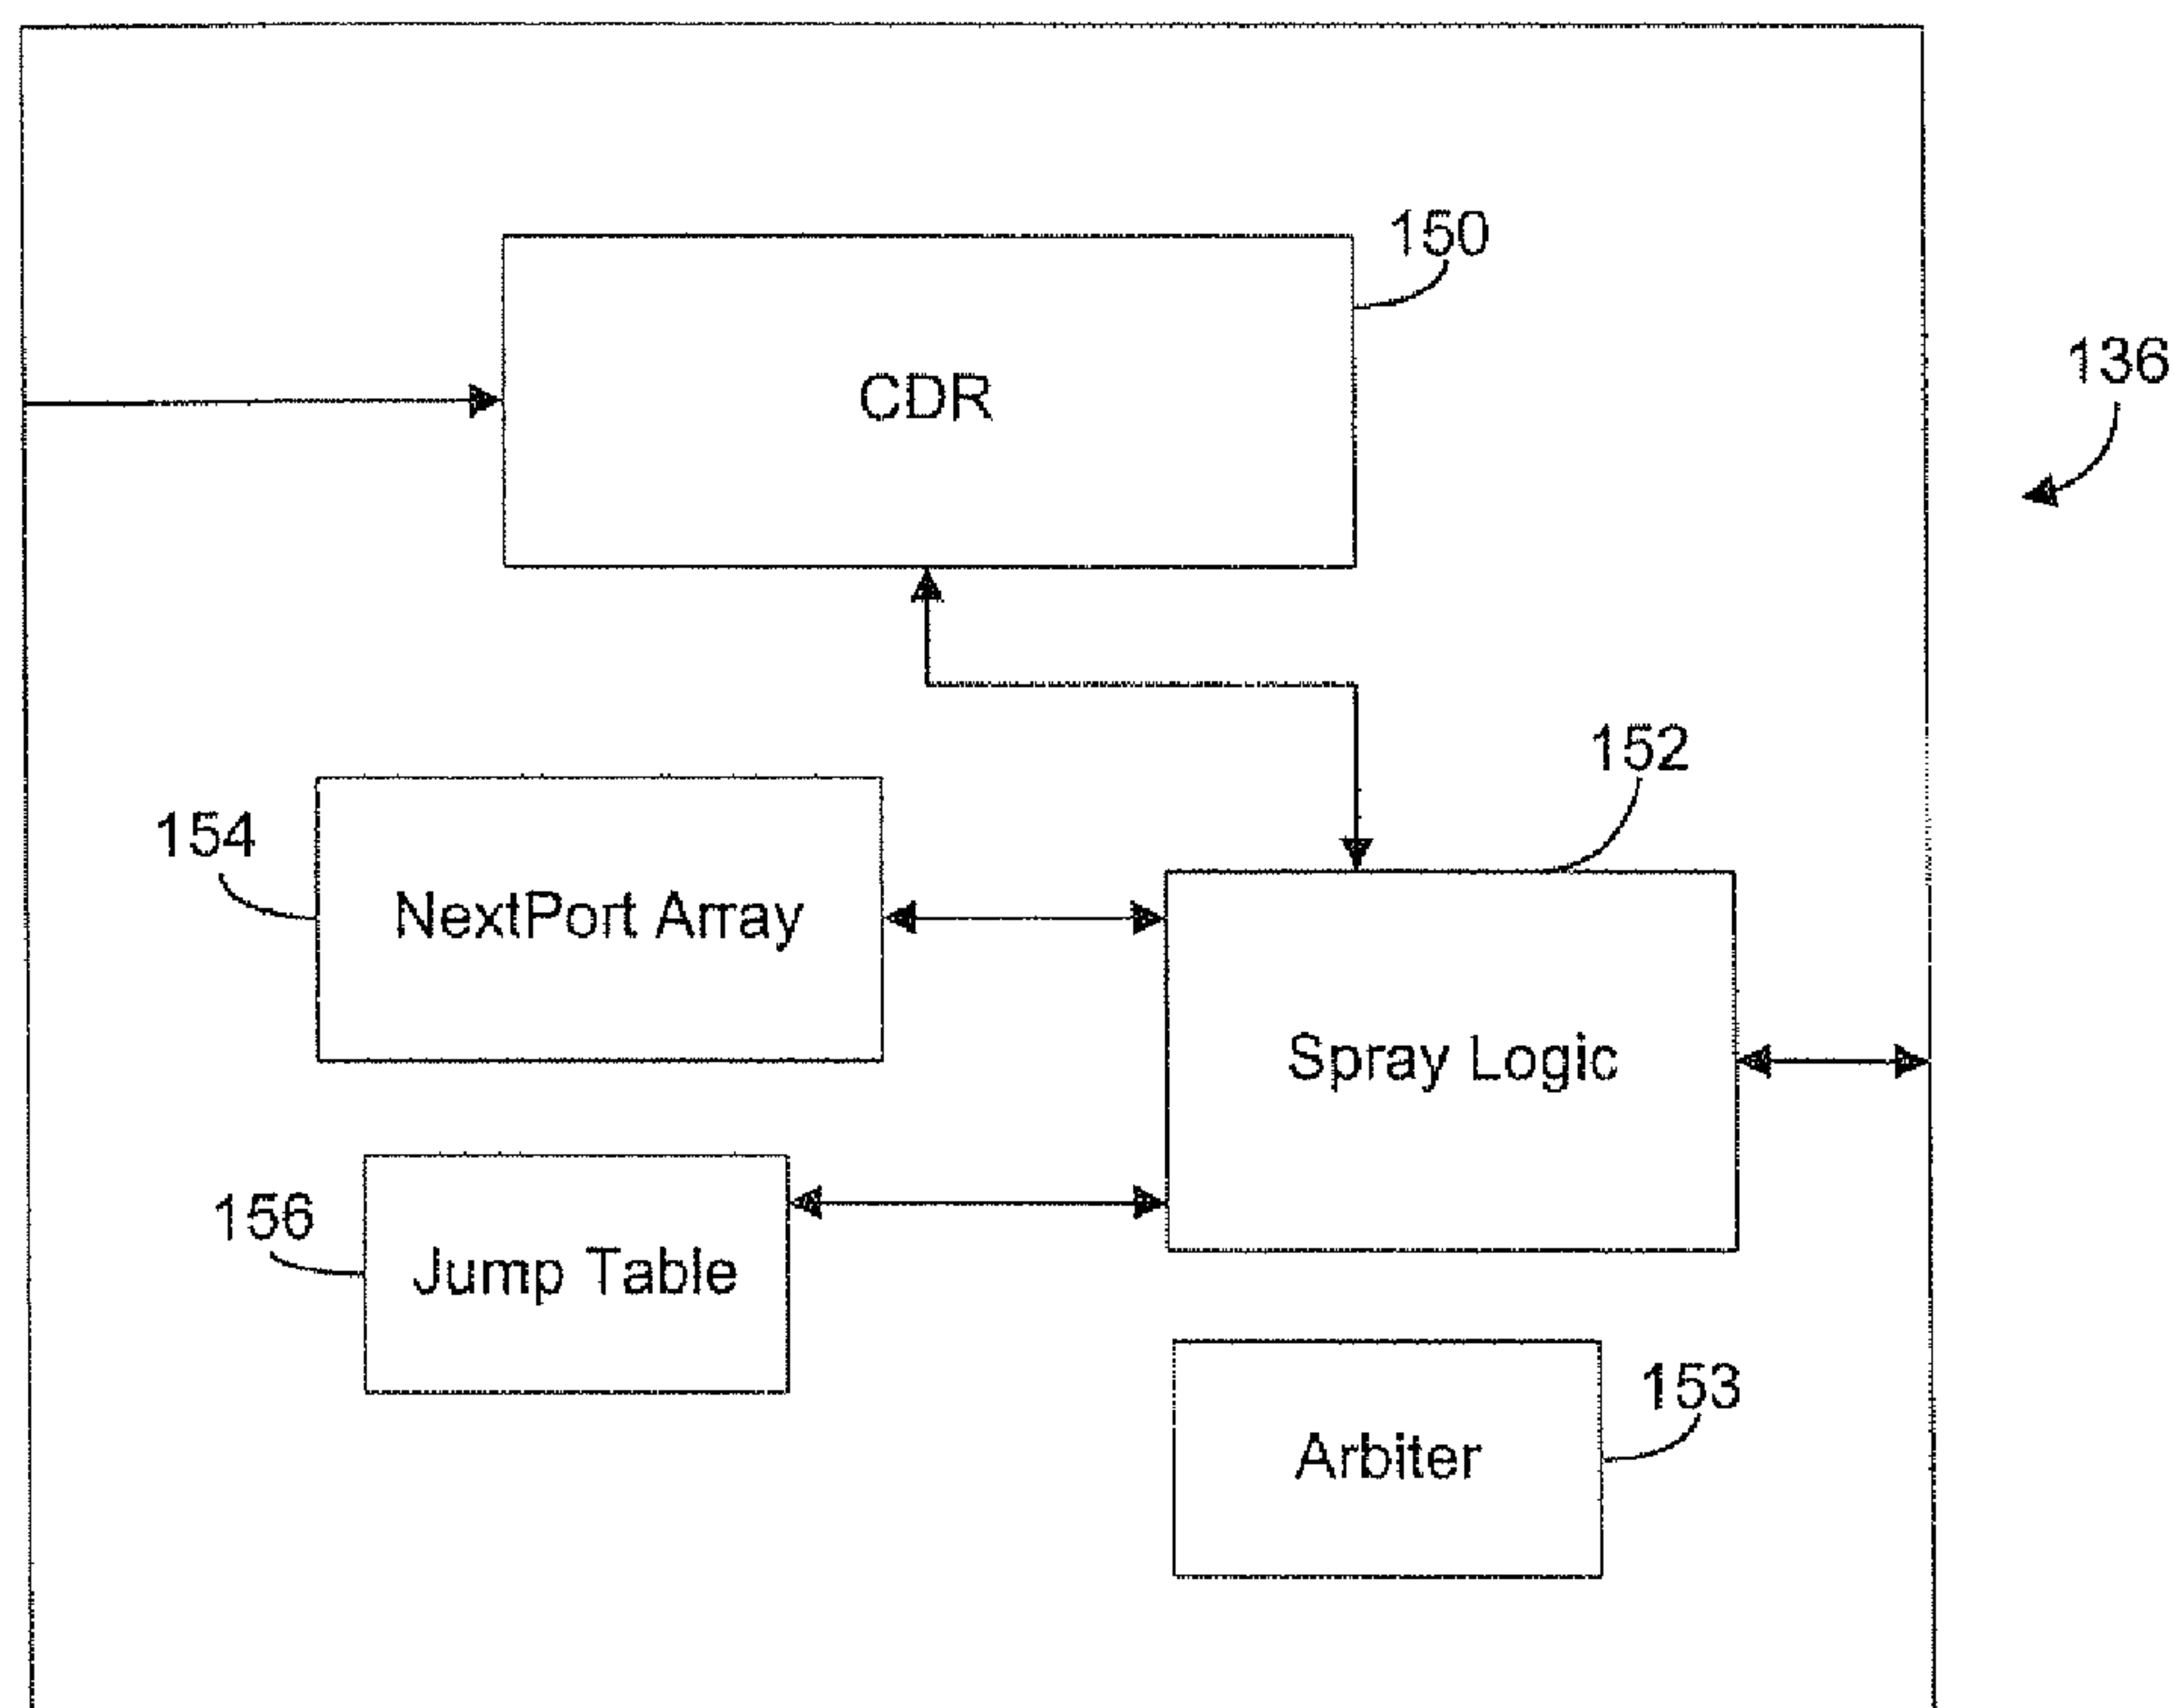 150
CDR
136
152
154
NextPort Array
Spray Logic
156
Jump Table
153
Arbiter